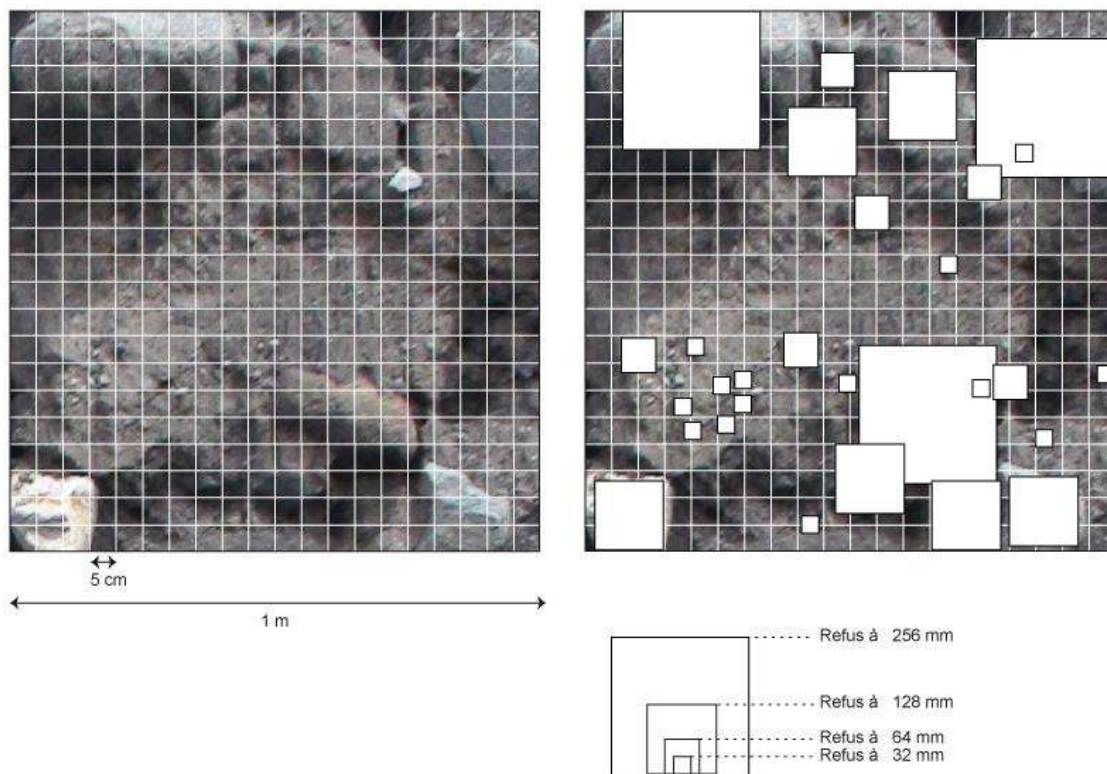 5 cm
1 m
Refus à 256 mm
Refus à 128 mm
Refus à 64 mm
Refus à 32 mm